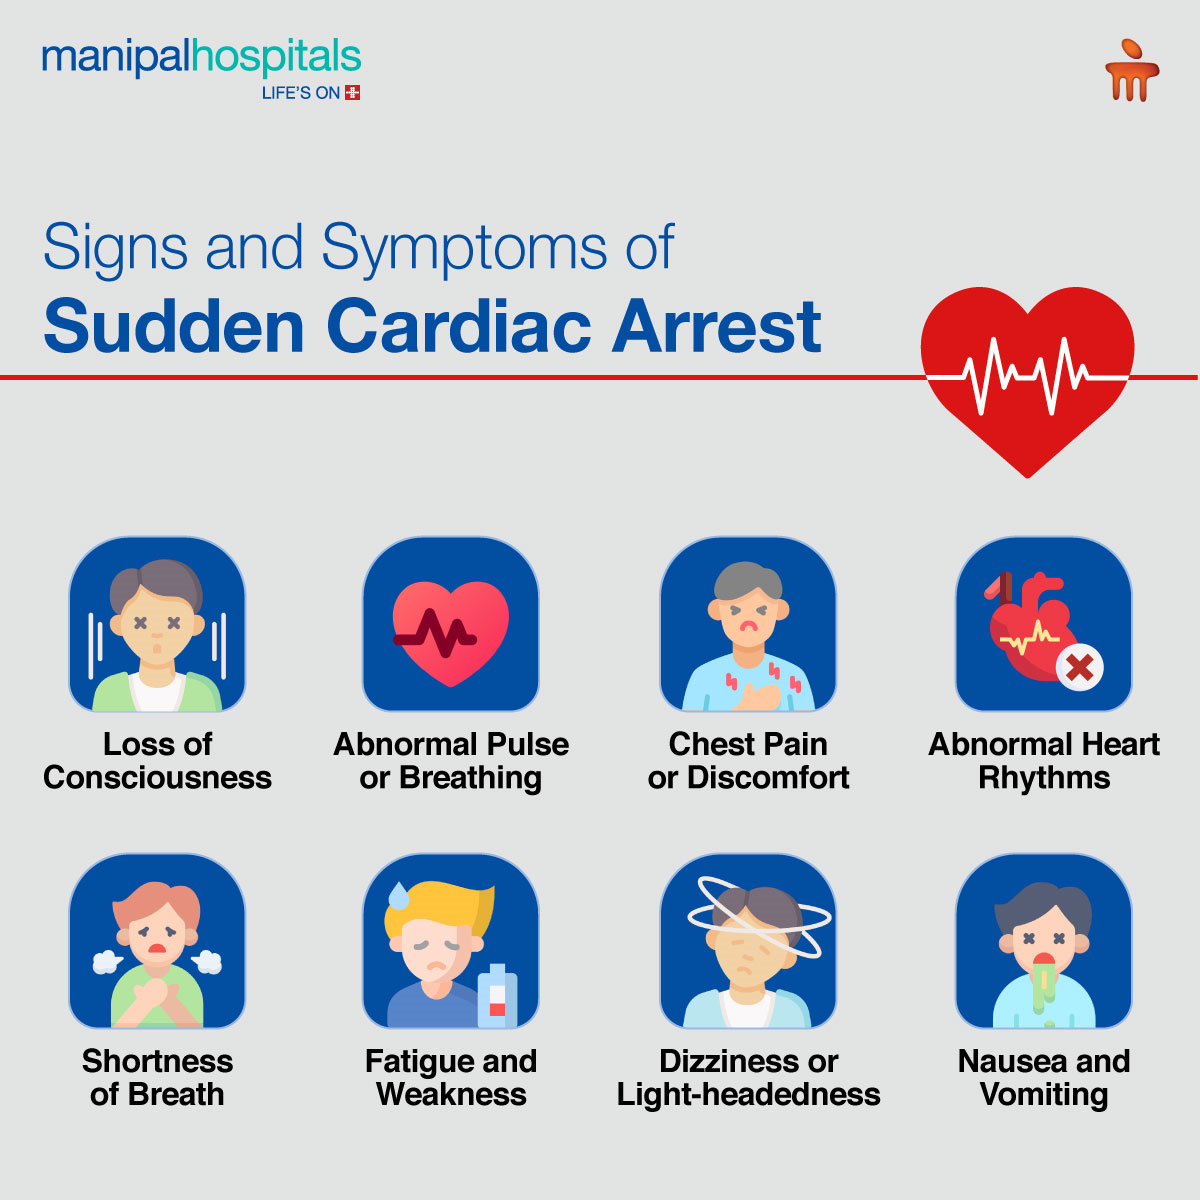 manipalhospitals
LIFE'S ON
Signs and Symptoms of
Sudden Cardiac Arrest
Loss of
Consciousness
Abnormal Pulse
or Breathing
Chest Pain
or Discomfort
Abnormal Heart
Rhythms
Shortness
of Breath
Fatigue and
Weakness
Dizziness or
Light-headedness
Nausea and
Vomiting